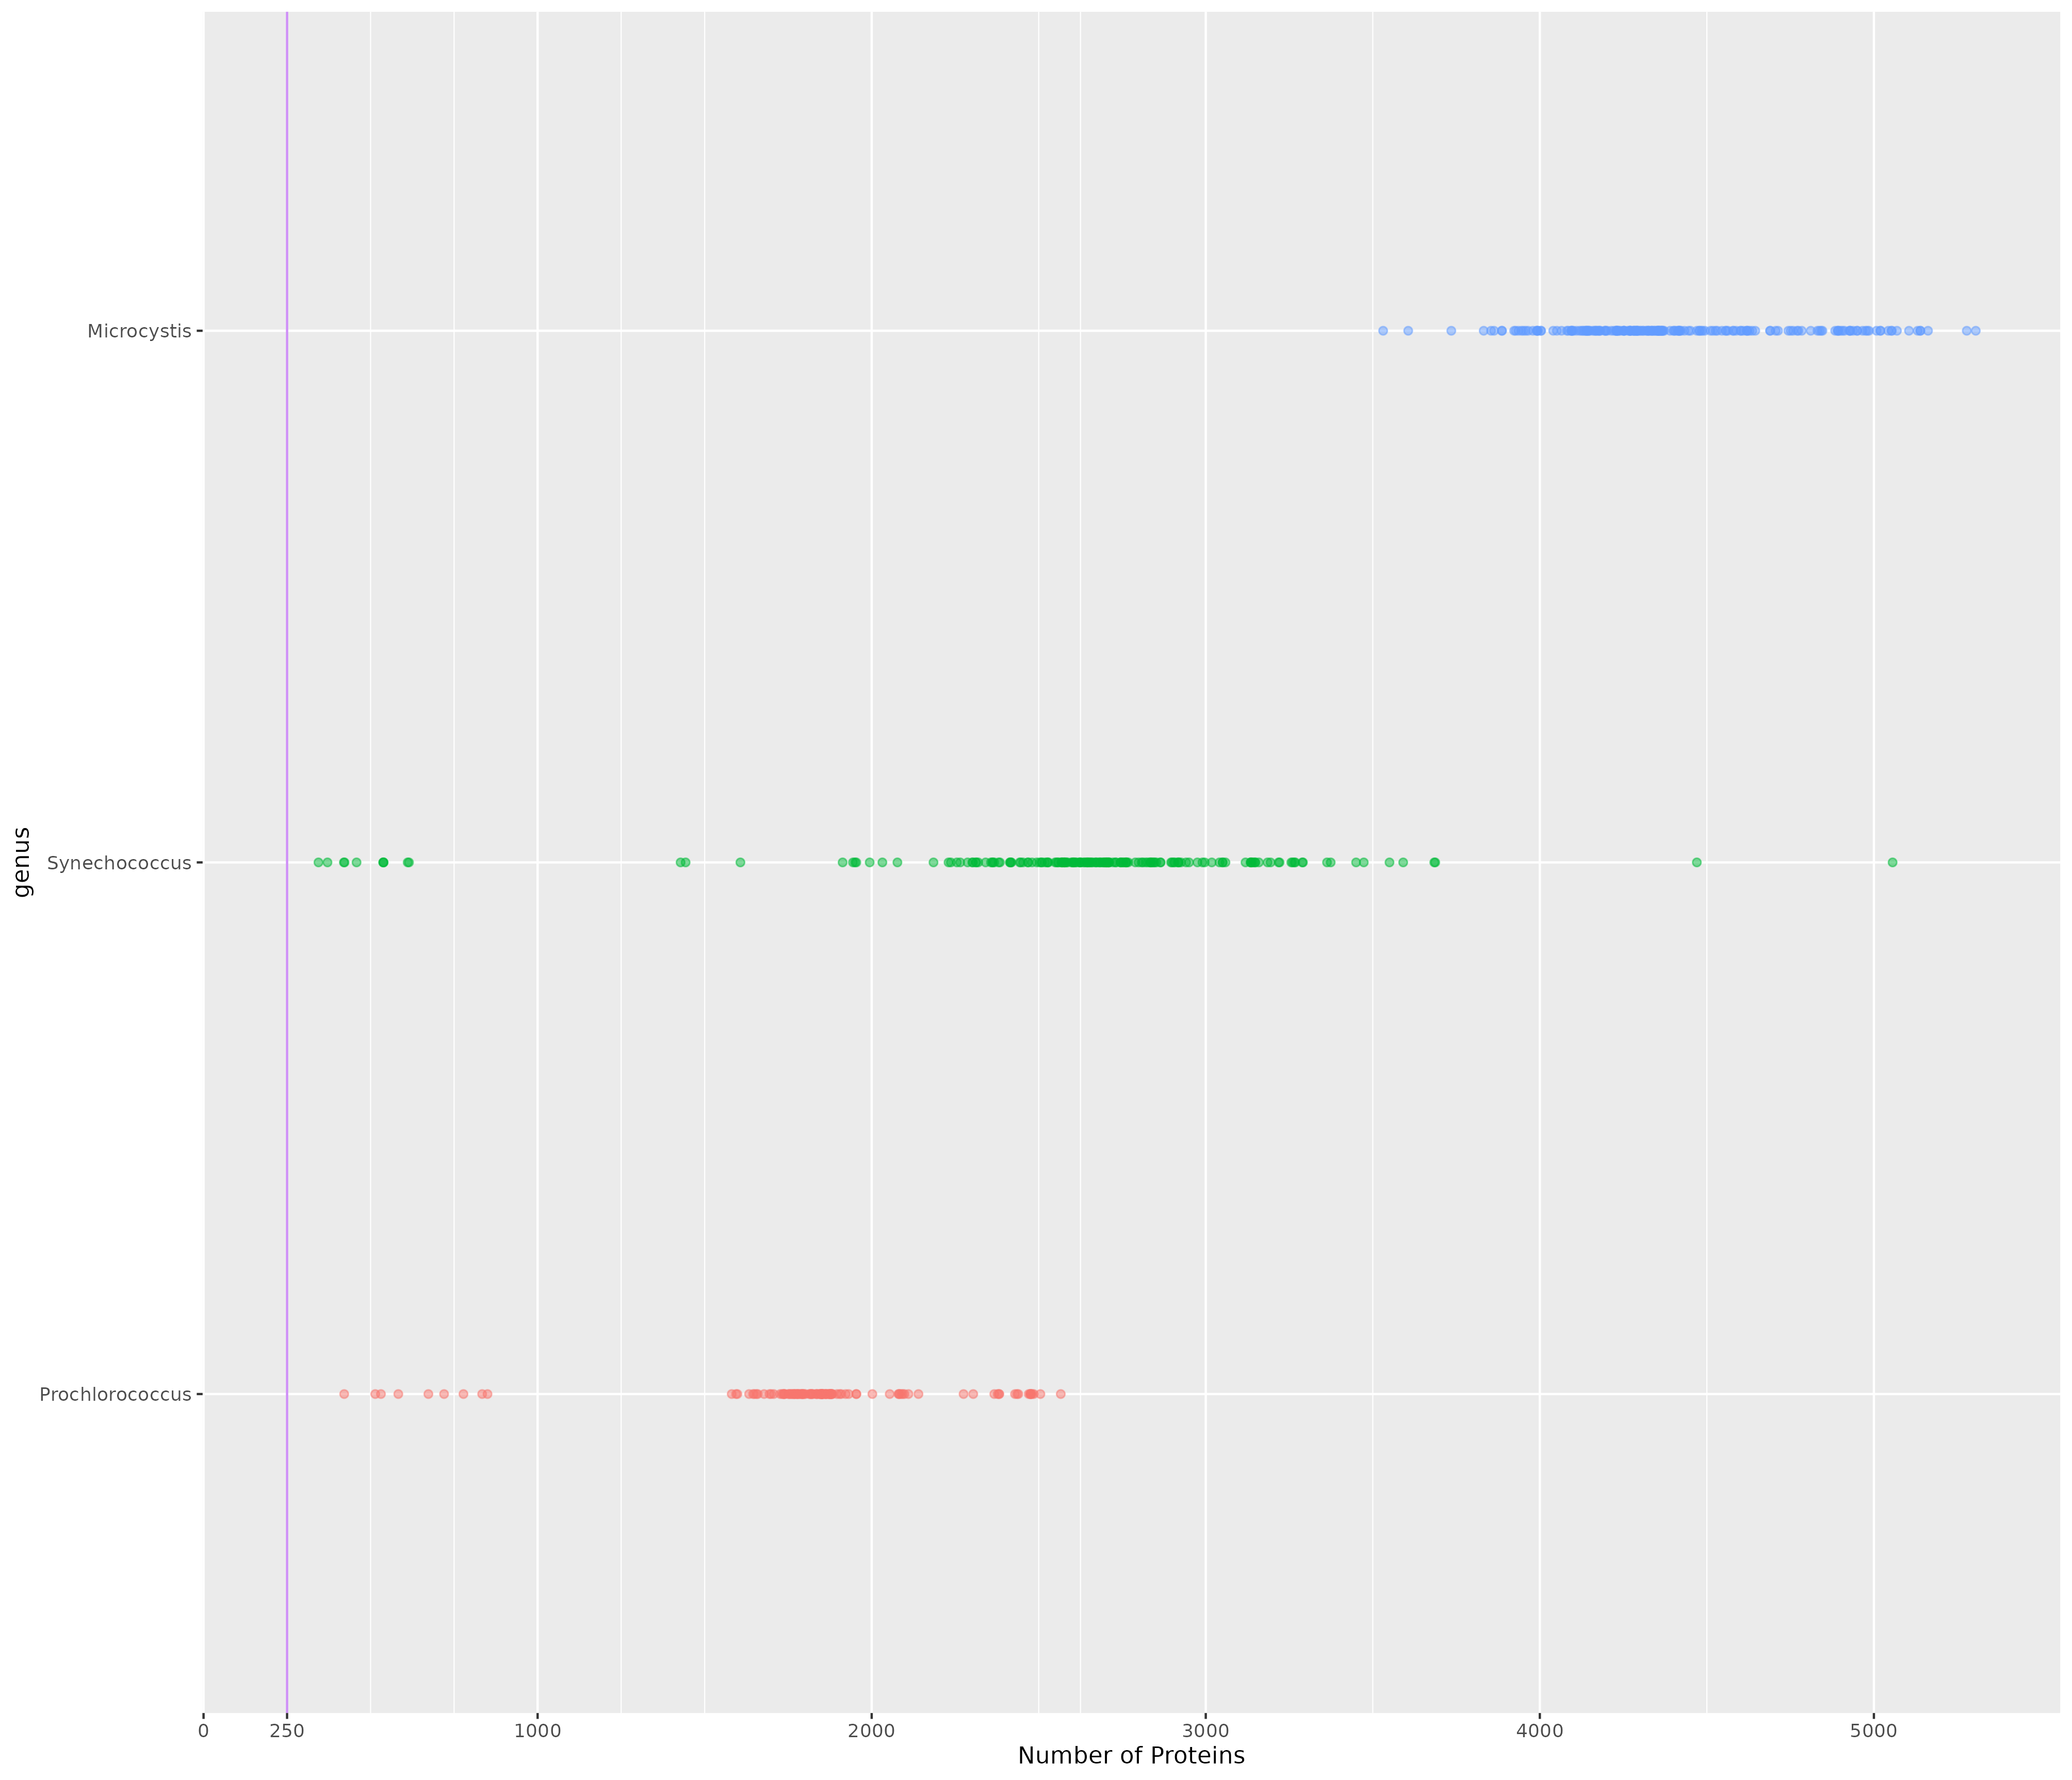 genus
Microcystis
Synechococcus
Prochlorococcus
0 250 1000 2000 3000 4000 5000
Number of Proteins